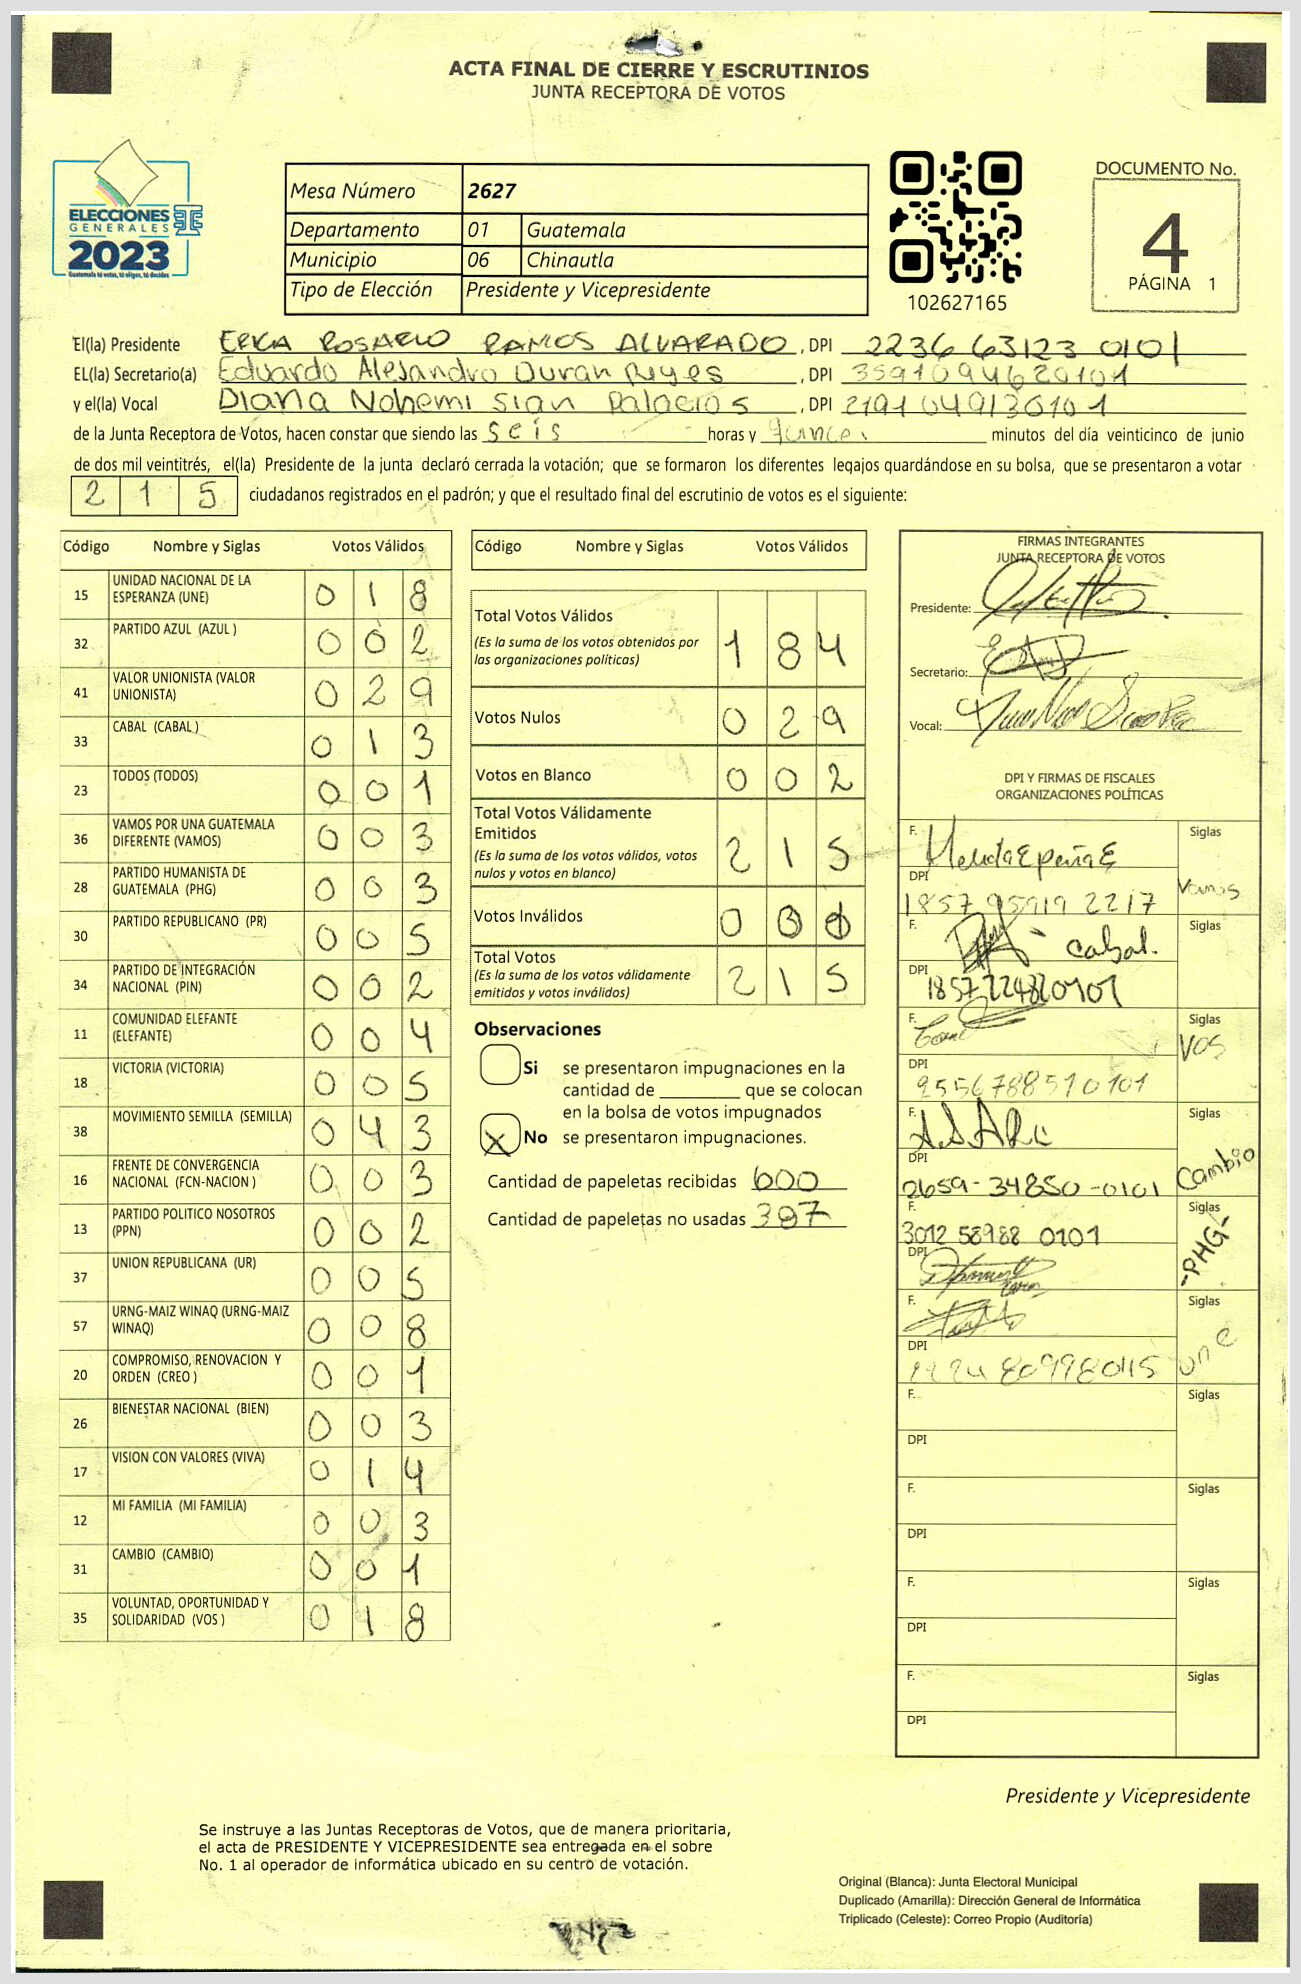 ACTA FINAL DE CIERRE Y ESCRUTINIOS
JUNTA RECEPTORA DE VOTOS
ELECCIONES
GENERALES
2023
Guatemala tú votas, tú eliges, tú decides
Mesa Número 2627
Departamento 01 Guatemala
Municipio 06 Chinautla
Tipo de Elección Presidente y Vicepresidente
102627165
DOCUMENTO No.
4
PÁGINA 1
El(la) Presidente ERIKA ROSARIO RAMOS ALVARADO, DPI 2236 63123 0101
EL(la) Secretario(a) Eduardo Alejandro Duran Reyes, DPI 3591094620101
y el(la) Vocal Diana Nohemi Sian Palacios, DPI 2191049130101
de la Junta Receptora de Votos, hacen constar que siendo las seis horas y quince minutos del día veinticinco de junio
de dos mil veintitrés, el(la) Presidente de la junta declaró cerrada la votación; que se formaron los diferentes legajos guardándose en su bolsa, que se presentaron a votar
2 1 5 ciudadanos registrados en el padrón; y que el resultado final del escrutinio de votos es el siguiente:
Código Nombre y Siglas Votos Válidos
15 UNIDAD NACIONAL DE LA ESPERANZA (UNE) 0 1 8
32 PARTIDO AZUL (AZUL ) 0 0 2
41 VALOR UNIONISTA (VALOR UNIONISTA) 0 2 9
33 CABAL (CABAL ) 0 1 3
23 TODOS (TODOS) 0 0 1
36 VAMOS POR UNA GUATEMALA DIFERENTE (VAMOS) 0 0 3
28 PARTIDO HUMANISTA DE GUATEMALA (PHG) 0 0 3
30 PARTIDO REPUBLICANO (PR) 0 0 5
34 PARTIDO DE INTEGRACIÓN NACIONAL (PIN) 0 0 2
11 COMUNIDAD ELEFANTE (ELEFANTE) 0 0 4
18 VICTORIA (VICTORIA) 0 0 5
38 MOVIMIENTO SEMILLA (SEMILLA) 0 4 3
16 FRENTE DE CONVERGENCIA NACIONAL (FCN-NACION ) 0 0 3
13 PARTIDO POLITICO NOSOTROS (PPN) 0 0 2
37 UNION REPUBLICANA (UR) 0 0 5
57 URNG-MAIZ WINAQ (URNG-MAIZ WINAQ) 0 0 8
20 COMPROMISO, RENOVACION Y ORDEN (CREO ) 0 0 1
26 BIENESTAR NACIONAL (BIEN) 0 0 3
17 VISION CON VALORES (VIVA) 0 1 4
12 MI FAMILIA (MI FAMILIA) 0 0 3
31 CAMBIO (CAMBIO) 0 0 1
35 VOLUNTAD, OPORTUNIDAD Y SOLIDARIDAD (VOS ) 0 1 8
Código Nombre y Siglas Votos Válidos
Total Votos Válidos 1 8 4
(Es la suma de los votos obtenidos por
las organizaciones políticas)
Votos Nulos 0 2 9
Votos en Blanco 0 0 2
Total Votos Válidamente
Emitidos 2 1 5
(Es la suma de los votos válidos, votos
nulos y votos en blanco)
Votos Inválidos 0 0 0
Total Votos 2 1 5
(Es la suma de los votos válidamente
emitidos y votos inválidos)
Observaciones
Si se presentaron impugnaciones en la
cantidad de ________ que se colocan
en la bolsa de votos impugnados
X No se presentaron impugnaciones.
Cantidad de papeletas recibidas 600
Cantidad de papeletas no usadas 387
FIRMAS INTEGRANTES
JUNTA RECEPTORA DE VOTOS
Presidente:
Secretario:
Vocal:
DPI Y FIRMAS DE FISCALES
ORGANIZACIONES POLÍTICAS
F. Siglas
DPI Vamos
1857 95919 2217
F. cabal. Siglas
DPI
1857224820101
F. Siglas
VOS
DPI
2556788510101
F. Siglas
DPI Cambio
2659-34850-0101
F. Siglas
3012 58988 0101 -PHG-
DPI
F. Siglas
DPI une
F. Siglas
DPI
F. Siglas
DPI
F. Siglas
DPI
F. Siglas
DPI
Presidente y Vicepresidente
Se instruye a las Juntas Receptoras de Votos, que de manera prioritaria,
el acta de PRESIDENTE Y VICEPRESIDENTE sea entregada en el sobre
No. 1 al operador de informática ubicado en su centro de votación.
Original (Blanca): Junta Electoral Municipal
Duplicado (Amarilla): Dirección General de Informática
Triplicado (Celeste): Correo Propio (Auditoría)